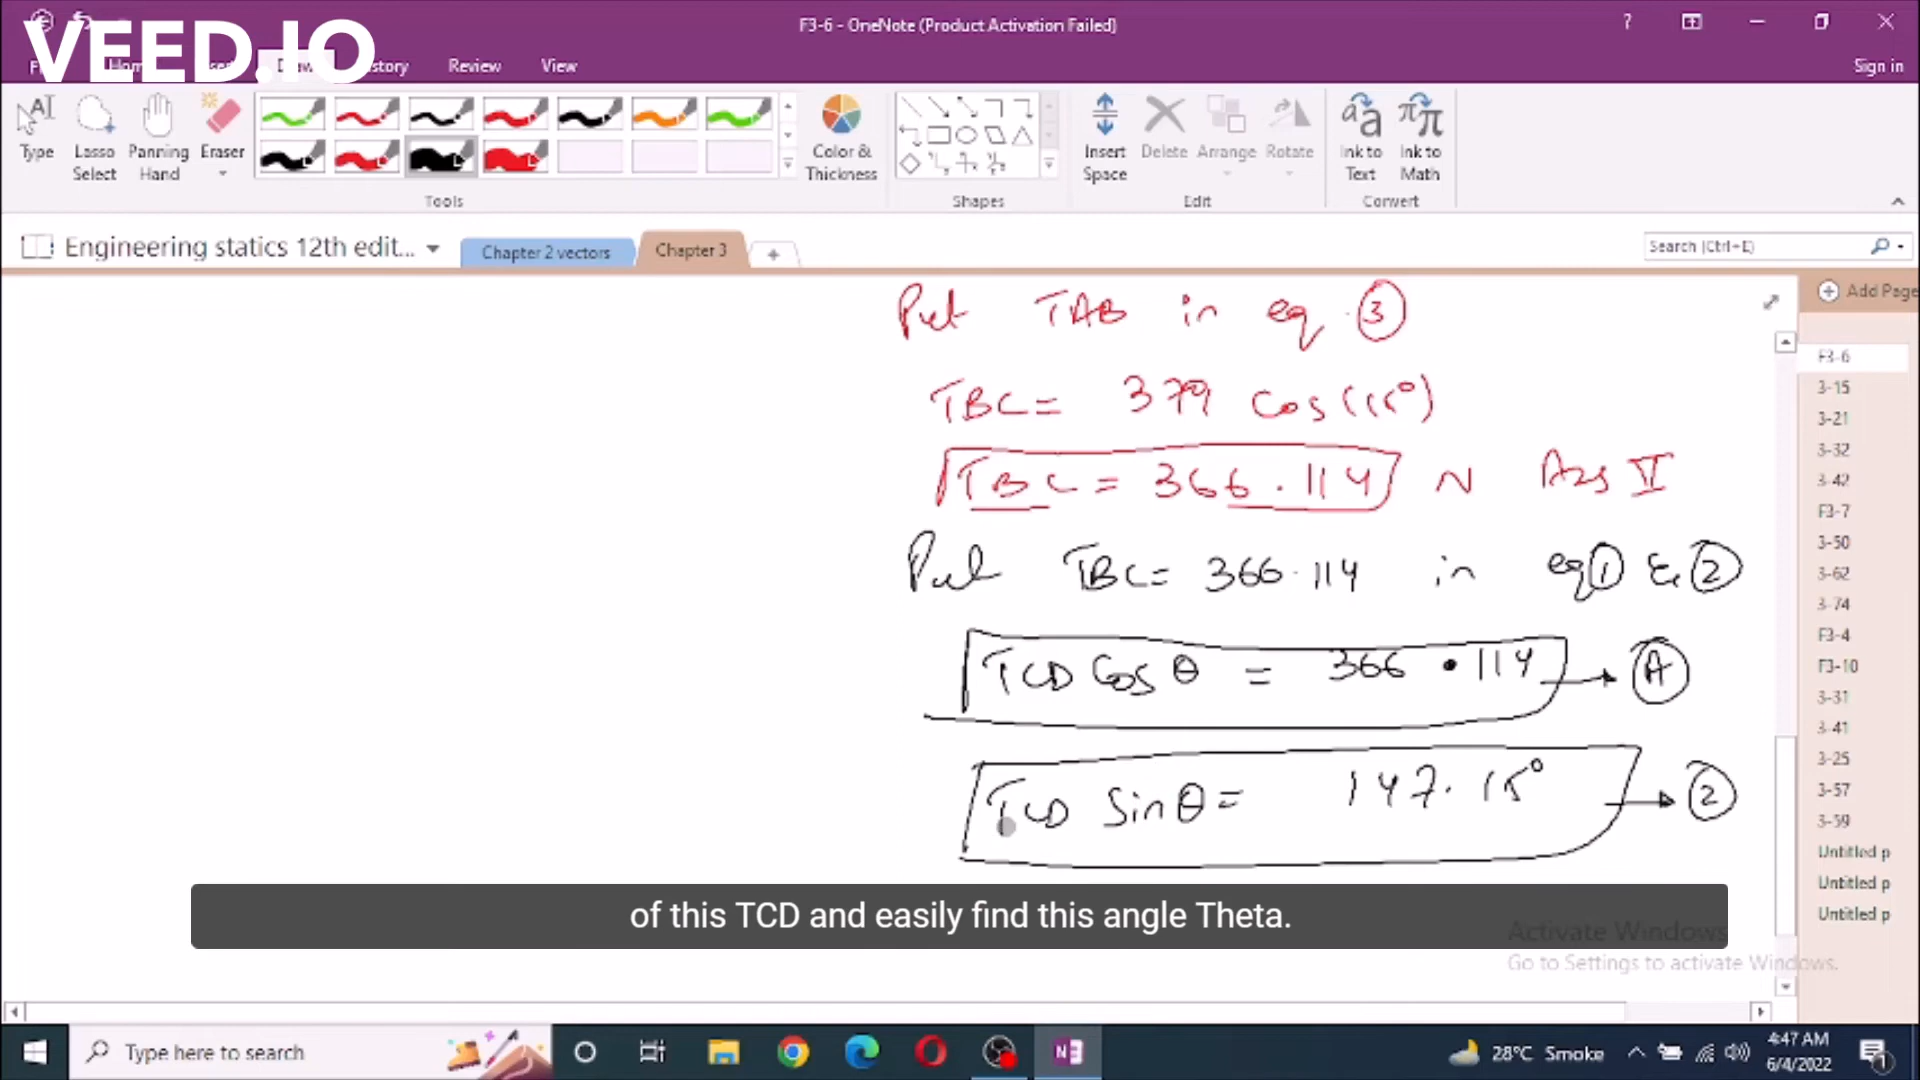 VEED.IO
F3-6 - OneNote (Product Activation Failed)
Review
View
Sign in
Type
Lasso Select
Panning Hand
Eraser
Color & Thickness
Insert Space
Delete
Arrange
Rotate
Ink to Text
Ink to Math
Tools
Shapes
Edit
Convert
Engineering statics 12th edit...
Chapter 2 vectors
Chapter 3
Search (Ctrl+E)
Add Page
Put TAB in eq. 3
TBC = 379 cos(15°)
TBC = 366.114 N Ans
Put TBC = 366.114 in eq 1 & 2
TCD Cos θ = 366.114 → A
TCD Sin θ = 147.15° → 2
F3-6
3-15
3-21
3-32
3-42
F3-7
3-50
3-62
3-74
F3-4
F3-10
3-31
3-41
3-25
3-57
3-59
Untitled p
Untitled p
Untitled p
of this TCD and easily find this angle Theta.
Activate Windows
Go to Settings to activate Windows.
Type here to search
28°C Smoke
4:47 AM
6/4/2022